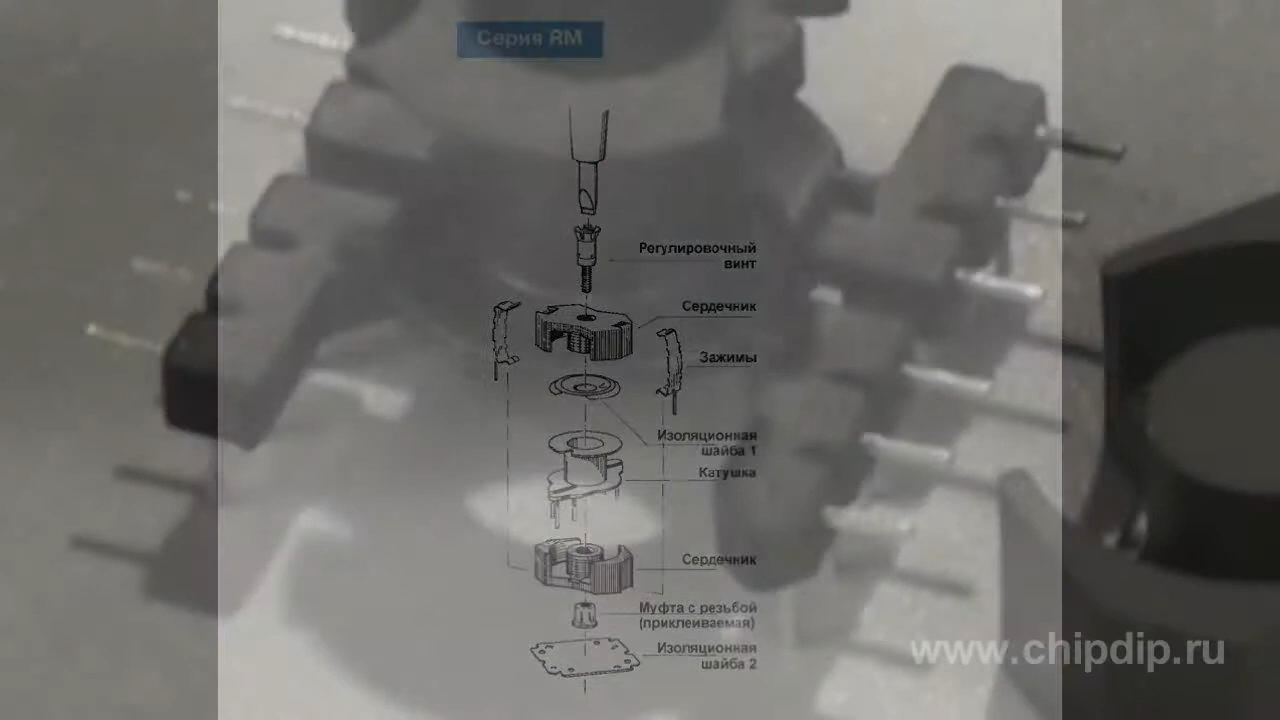 Серия RM
Регулировочный
винт
Сердечник
Зажимы
Изоляционная
шайба 1
Катушка
Сердечник
Муфта с резьбой
(приклеиваемая)
Изоляционная
шайба 2
www.chipdip.ru